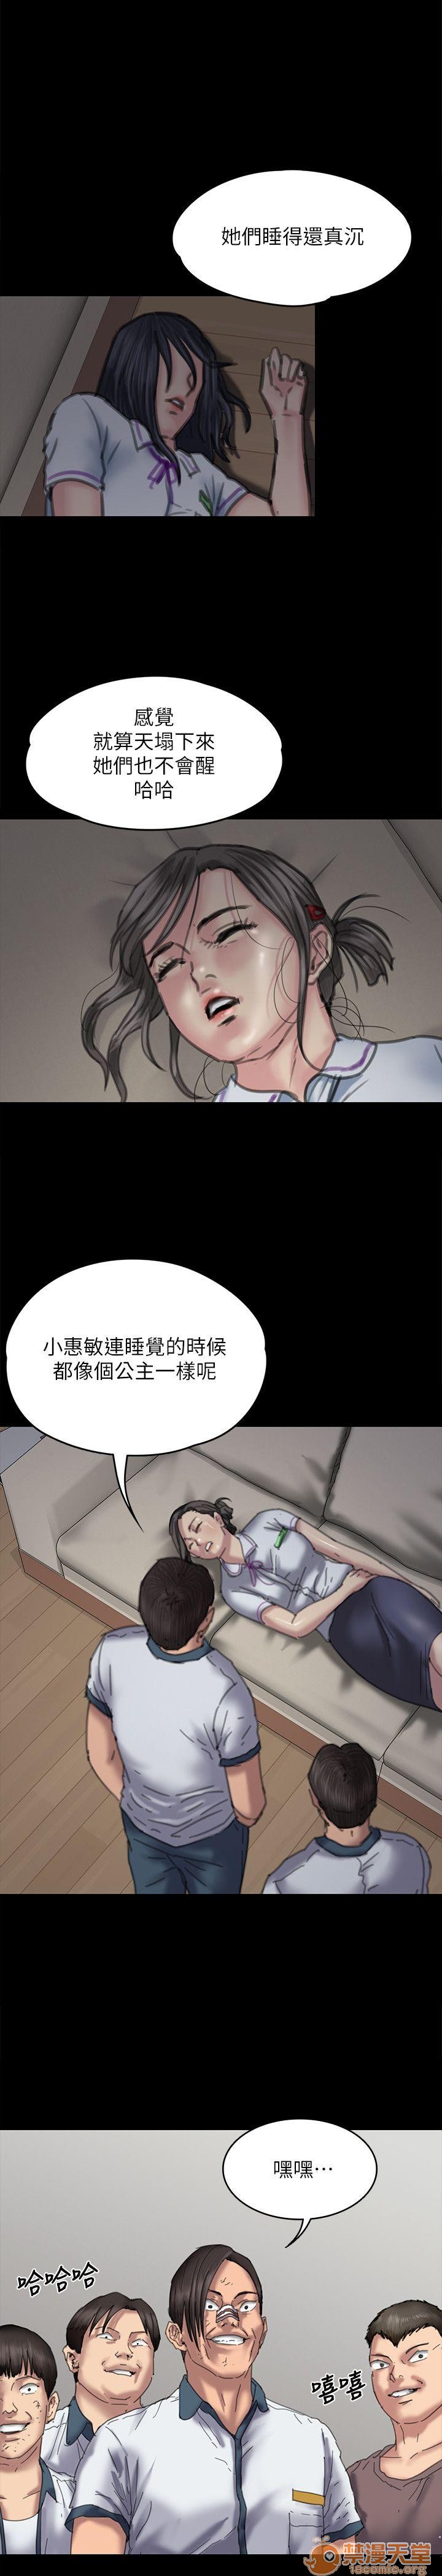 她們睡得還真沉
感覺
就算天塌下來
她們也不會醒
哈哈
小惠敏連睡覺的時候
都像個公主一樣呢
嘿嘿…
哈哈哈
嘻嘻
禁漫天堂
18comic.org